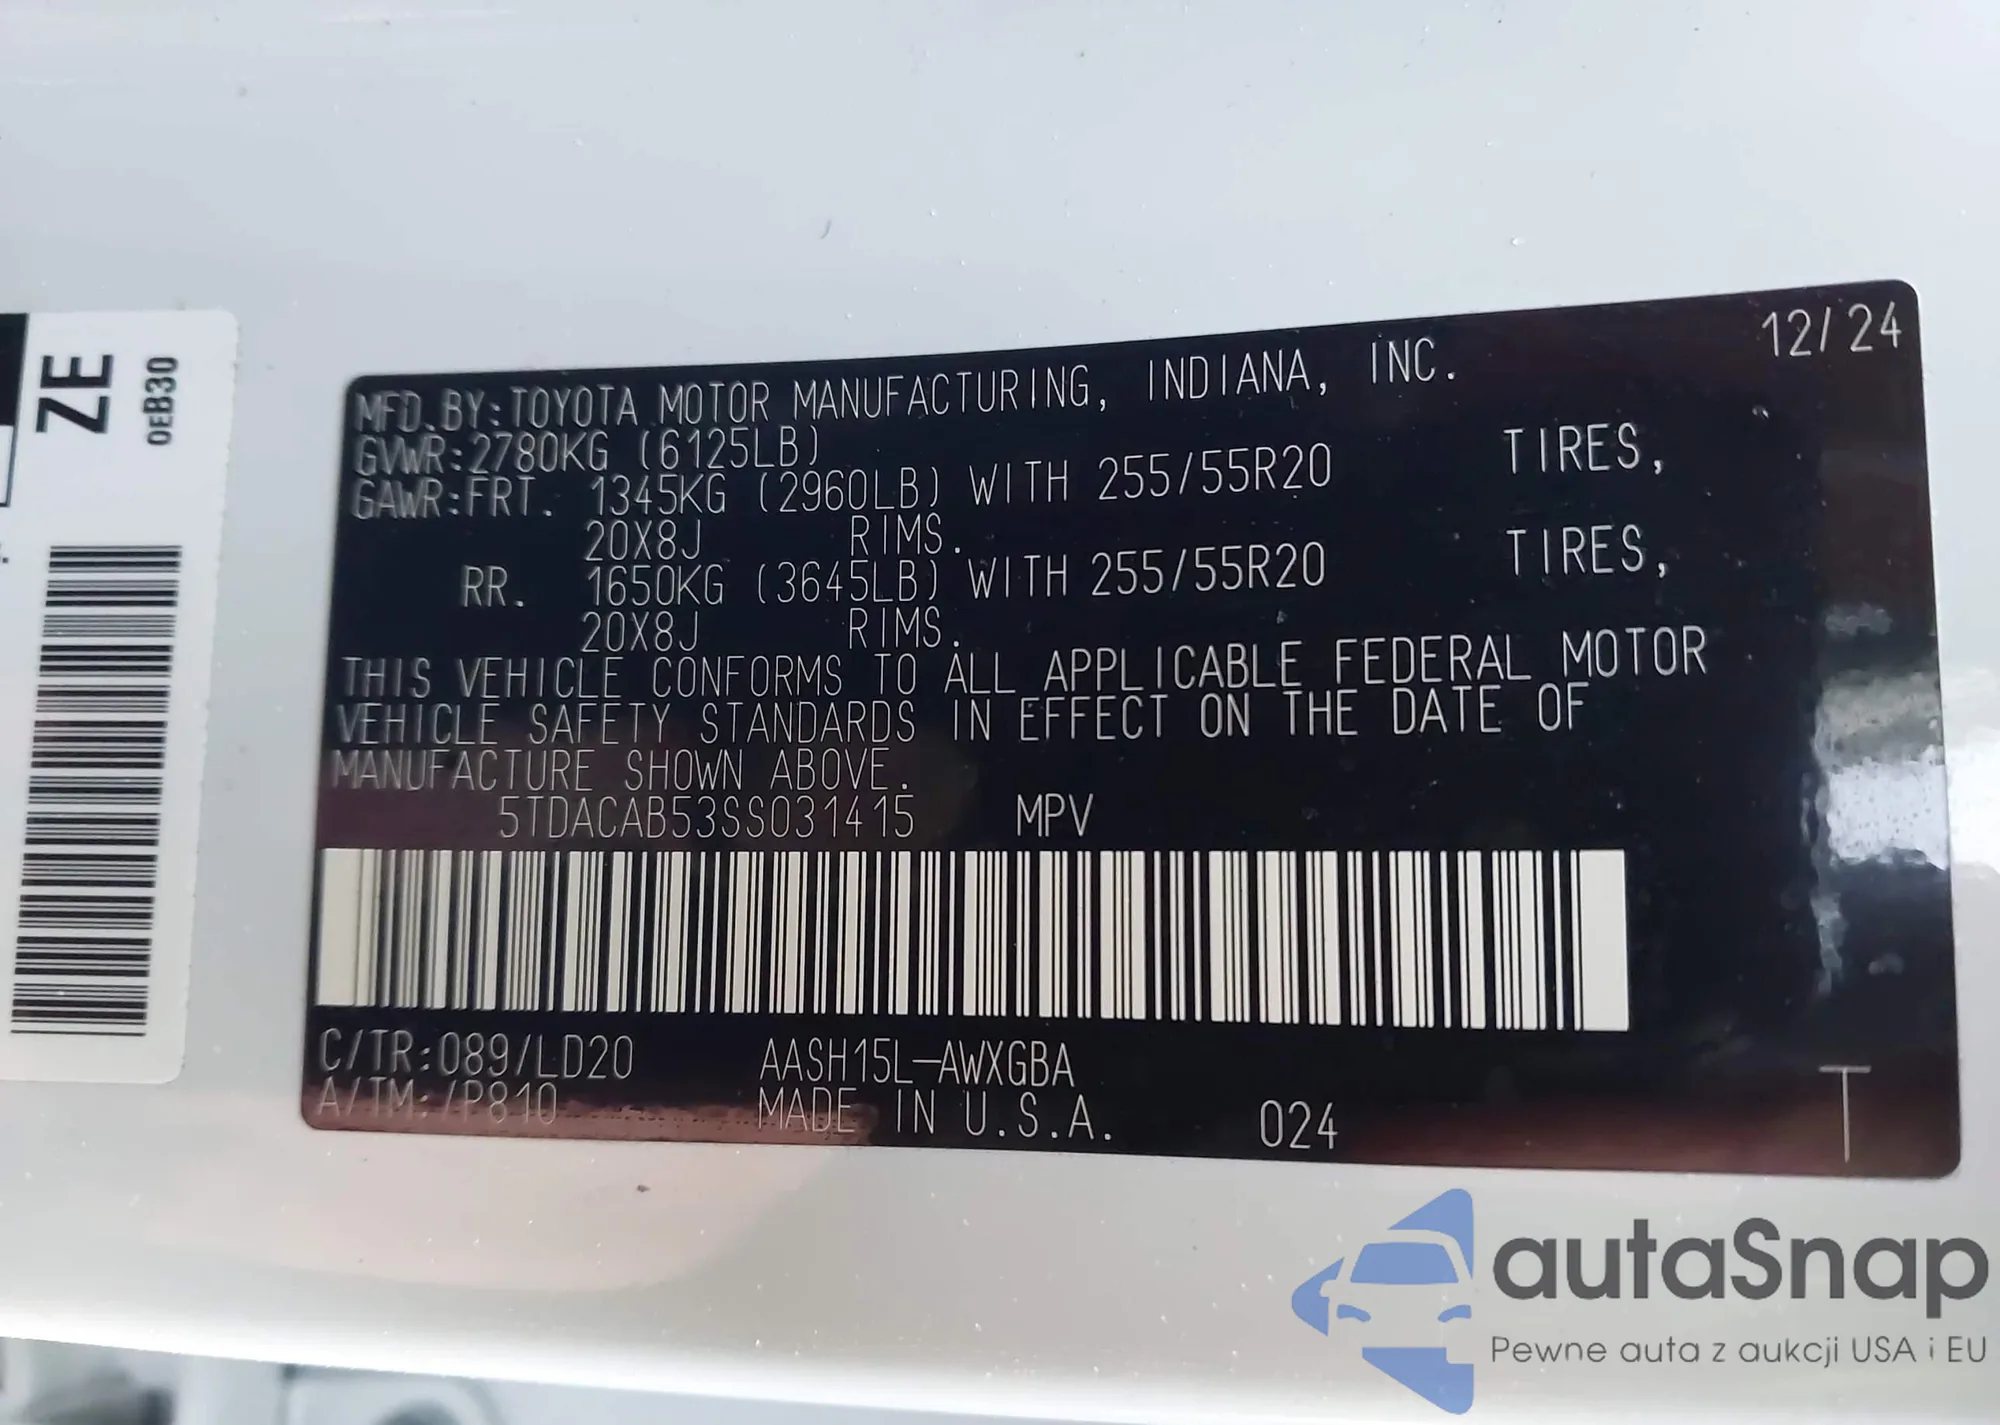 ZE
0EB30
12/24
MFD.BY:TOYOTA MOTOR MANUFACTURING, INDIANA, INC.
GVWR:2780KG (6125LB)
GAWR:FRT. 1345KG (2960LB) WITH 255/55R20 TIRES,
20X8J RIMS.
RR. 1650KG (3645LB) WITH 255/55R20 TIRES,
20X8J RIMS.
THIS VEHICLE CONFORMS TO ALL APPLICABLE FEDERAL MOTOR
VEHICLE SAFETY STANDARDS IN EFFECT ON THE DATE OF
MANUFACTURE SHOWN ABOVE.
5TDACAB53SS031415 MPV
C/TR:089/LD20 AASH15L-AWXGBA
A/TM:/P810 MADE IN U.S.A. 024 T
autaSnap
Pewne auta z aukcji USA i EU